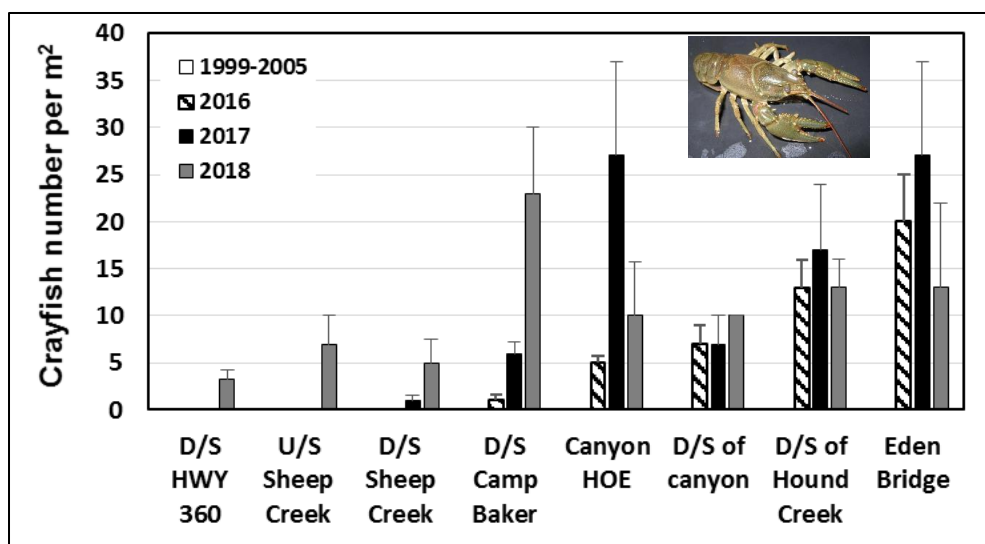 Crayfish number per m²
40
35
30
25
20
15
10
5
0
1999-2005
2016
2017
2018
D/S
HWY
360
U/S
Sheep
Creek
D/S
Sheep
Creek
D/S
Camp
Baker
Canyon
HOE
D/S of
canyon
D/S of
Hound
Creek
Eden
Bridge